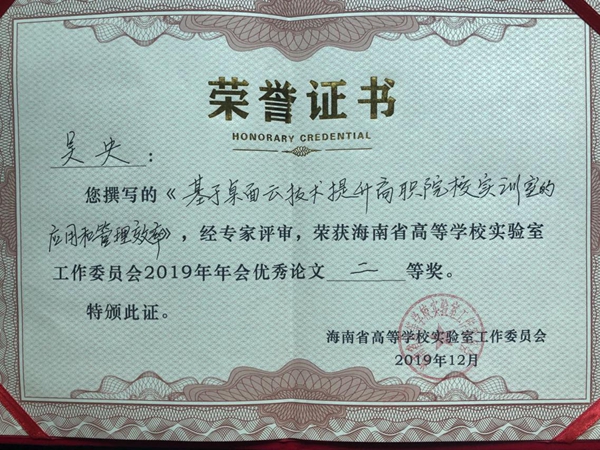 荣誉证书
HONORARY CREDENTIAL
吴央：
您撰写的《基于桌面云技术提升高职院校实训室的
应用和管理效率》，经专家评审，荣获海南省高等学校实验室
工作委员会2019年年会优秀论文二等奖。
特颁此证。
海南省高等学校实验室工作委员会
2019年12月